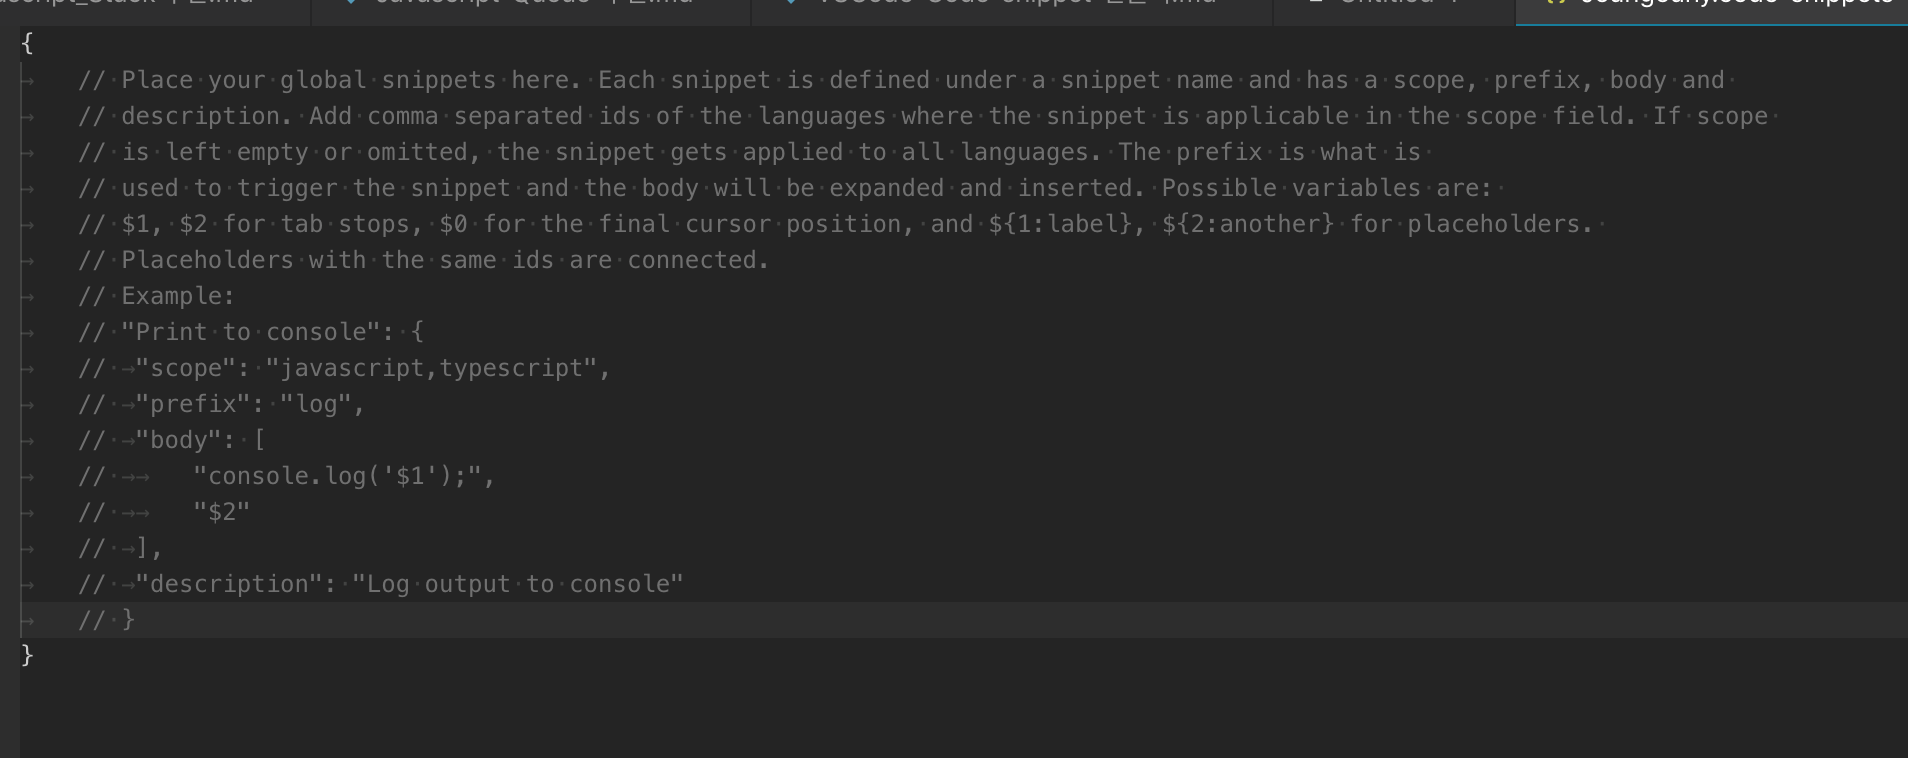 {
// Place your global snippets here. Each snippet is defined under a snippet name and has a scope, prefix, body and
// description. Add comma separated ids of the languages where the snippet is applicable in the scope field. If scope
// is left empty or omitted, the snippet gets applied to all languages. The prefix is what is
// used to trigger the snippet and the body will be expanded and inserted. Possible variables are:
// $1, $2 for tab stops, $0 for the final cursor position, and ${1:label}, ${2:another} for placeholders.
// Placeholders with the same ids are connected.
// Example:
// "Print to console": {
// "scope": "javascript,typescript",
// "prefix": "log",
// "body": [
// "console.log('$1');",
// "$2"
// ],
// "description": "Log output to console"
// }
}